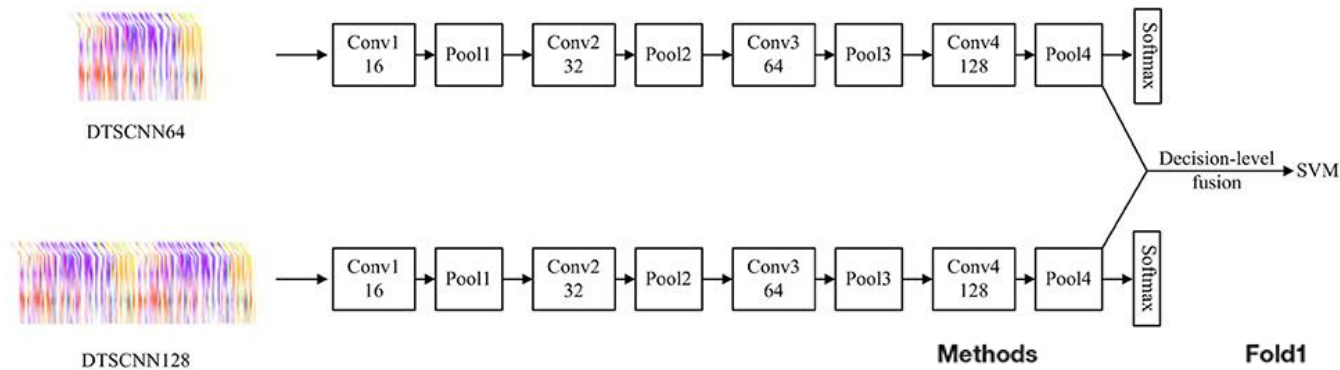 Conv1
16
Pool1
Conv2
32
Pool2
Conv3
64
Pool3
Conv4
128
Pool4
Softmax
DTSCNN64
Decision-level
fusion
SVM
Conv1
16
Pool1
Conv2
32
Pool2
Conv3
64
Pool3
Conv4
128
Pool4
Softmax
DTSCNN128
Methods
Fold1